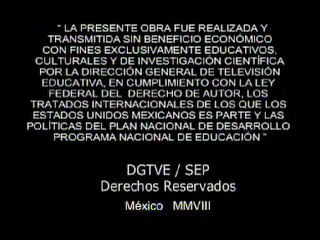 " LA PRESENTE OBRA FUE REALIZADA Y
TRANSMITIDA SIN BENEFICIO ECONÓMICO
CON FINES EXCLUSIVAMENTE EDUCATIVOS,
CULTURALES Y DE INVESTIGACIÓN CIENTÍFICA
POR LA DIRECCIÓN GENERAL DE TELEVISIÓN
EDUCATIVA, EN CUMPLIMIENTO CON LA LEY
FEDERAL DEL DERECHO DE AUTOR, LOS
TRATADOS INTERNACIONALES DE LOS QUE LOS
ESTADOS UNIDOS MEXICANOS ES PARTE Y LAS
POLÍTICAS DEL PLAN NACIONAL DE DESARROLLO
PROGRAMA NACIONAL DE EDUCACIÓN "
DGTVE / SEP
Derechos Reservados
México MMVIII